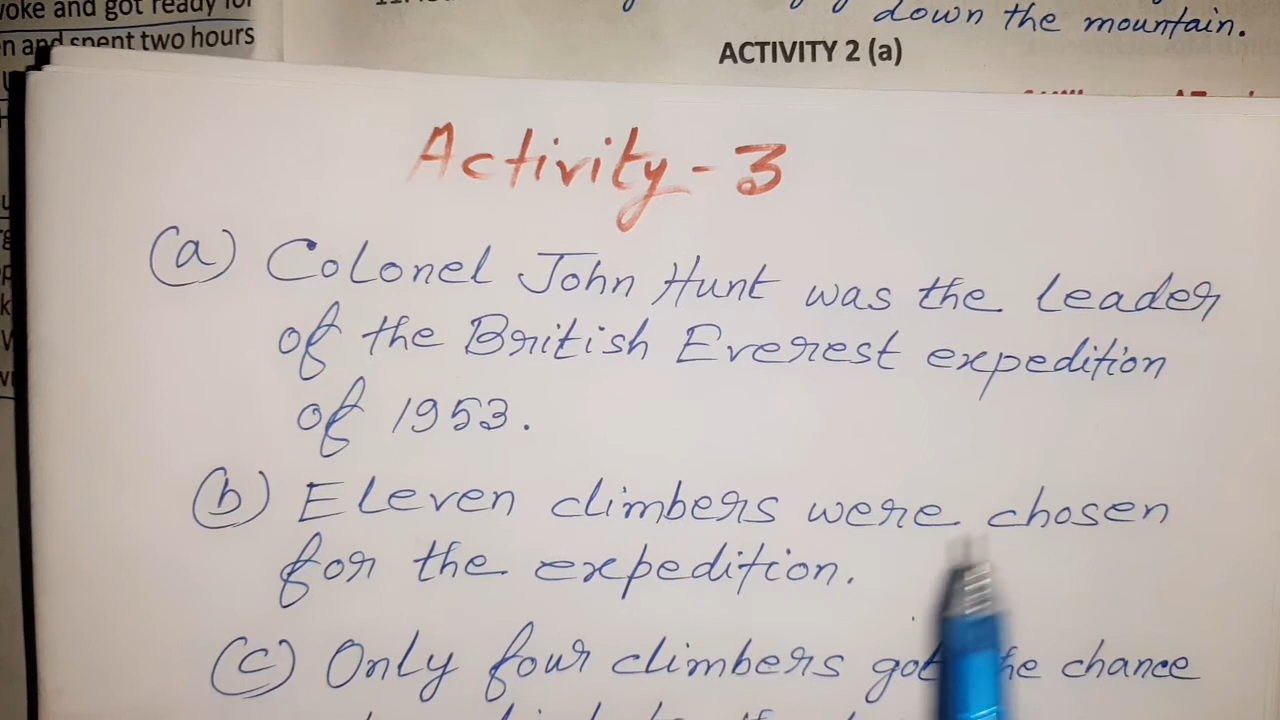 woke and got ready for
n and spent two hours
down the mountain.
ACTIVITY 2 (a)
Activity - 3
(a) Colonel John Hunt was the leader
of the British Everest expedition
of 1953.
(b) Eleven climbers were chosen
for the expedition.
(c) Only four climbers got the chance